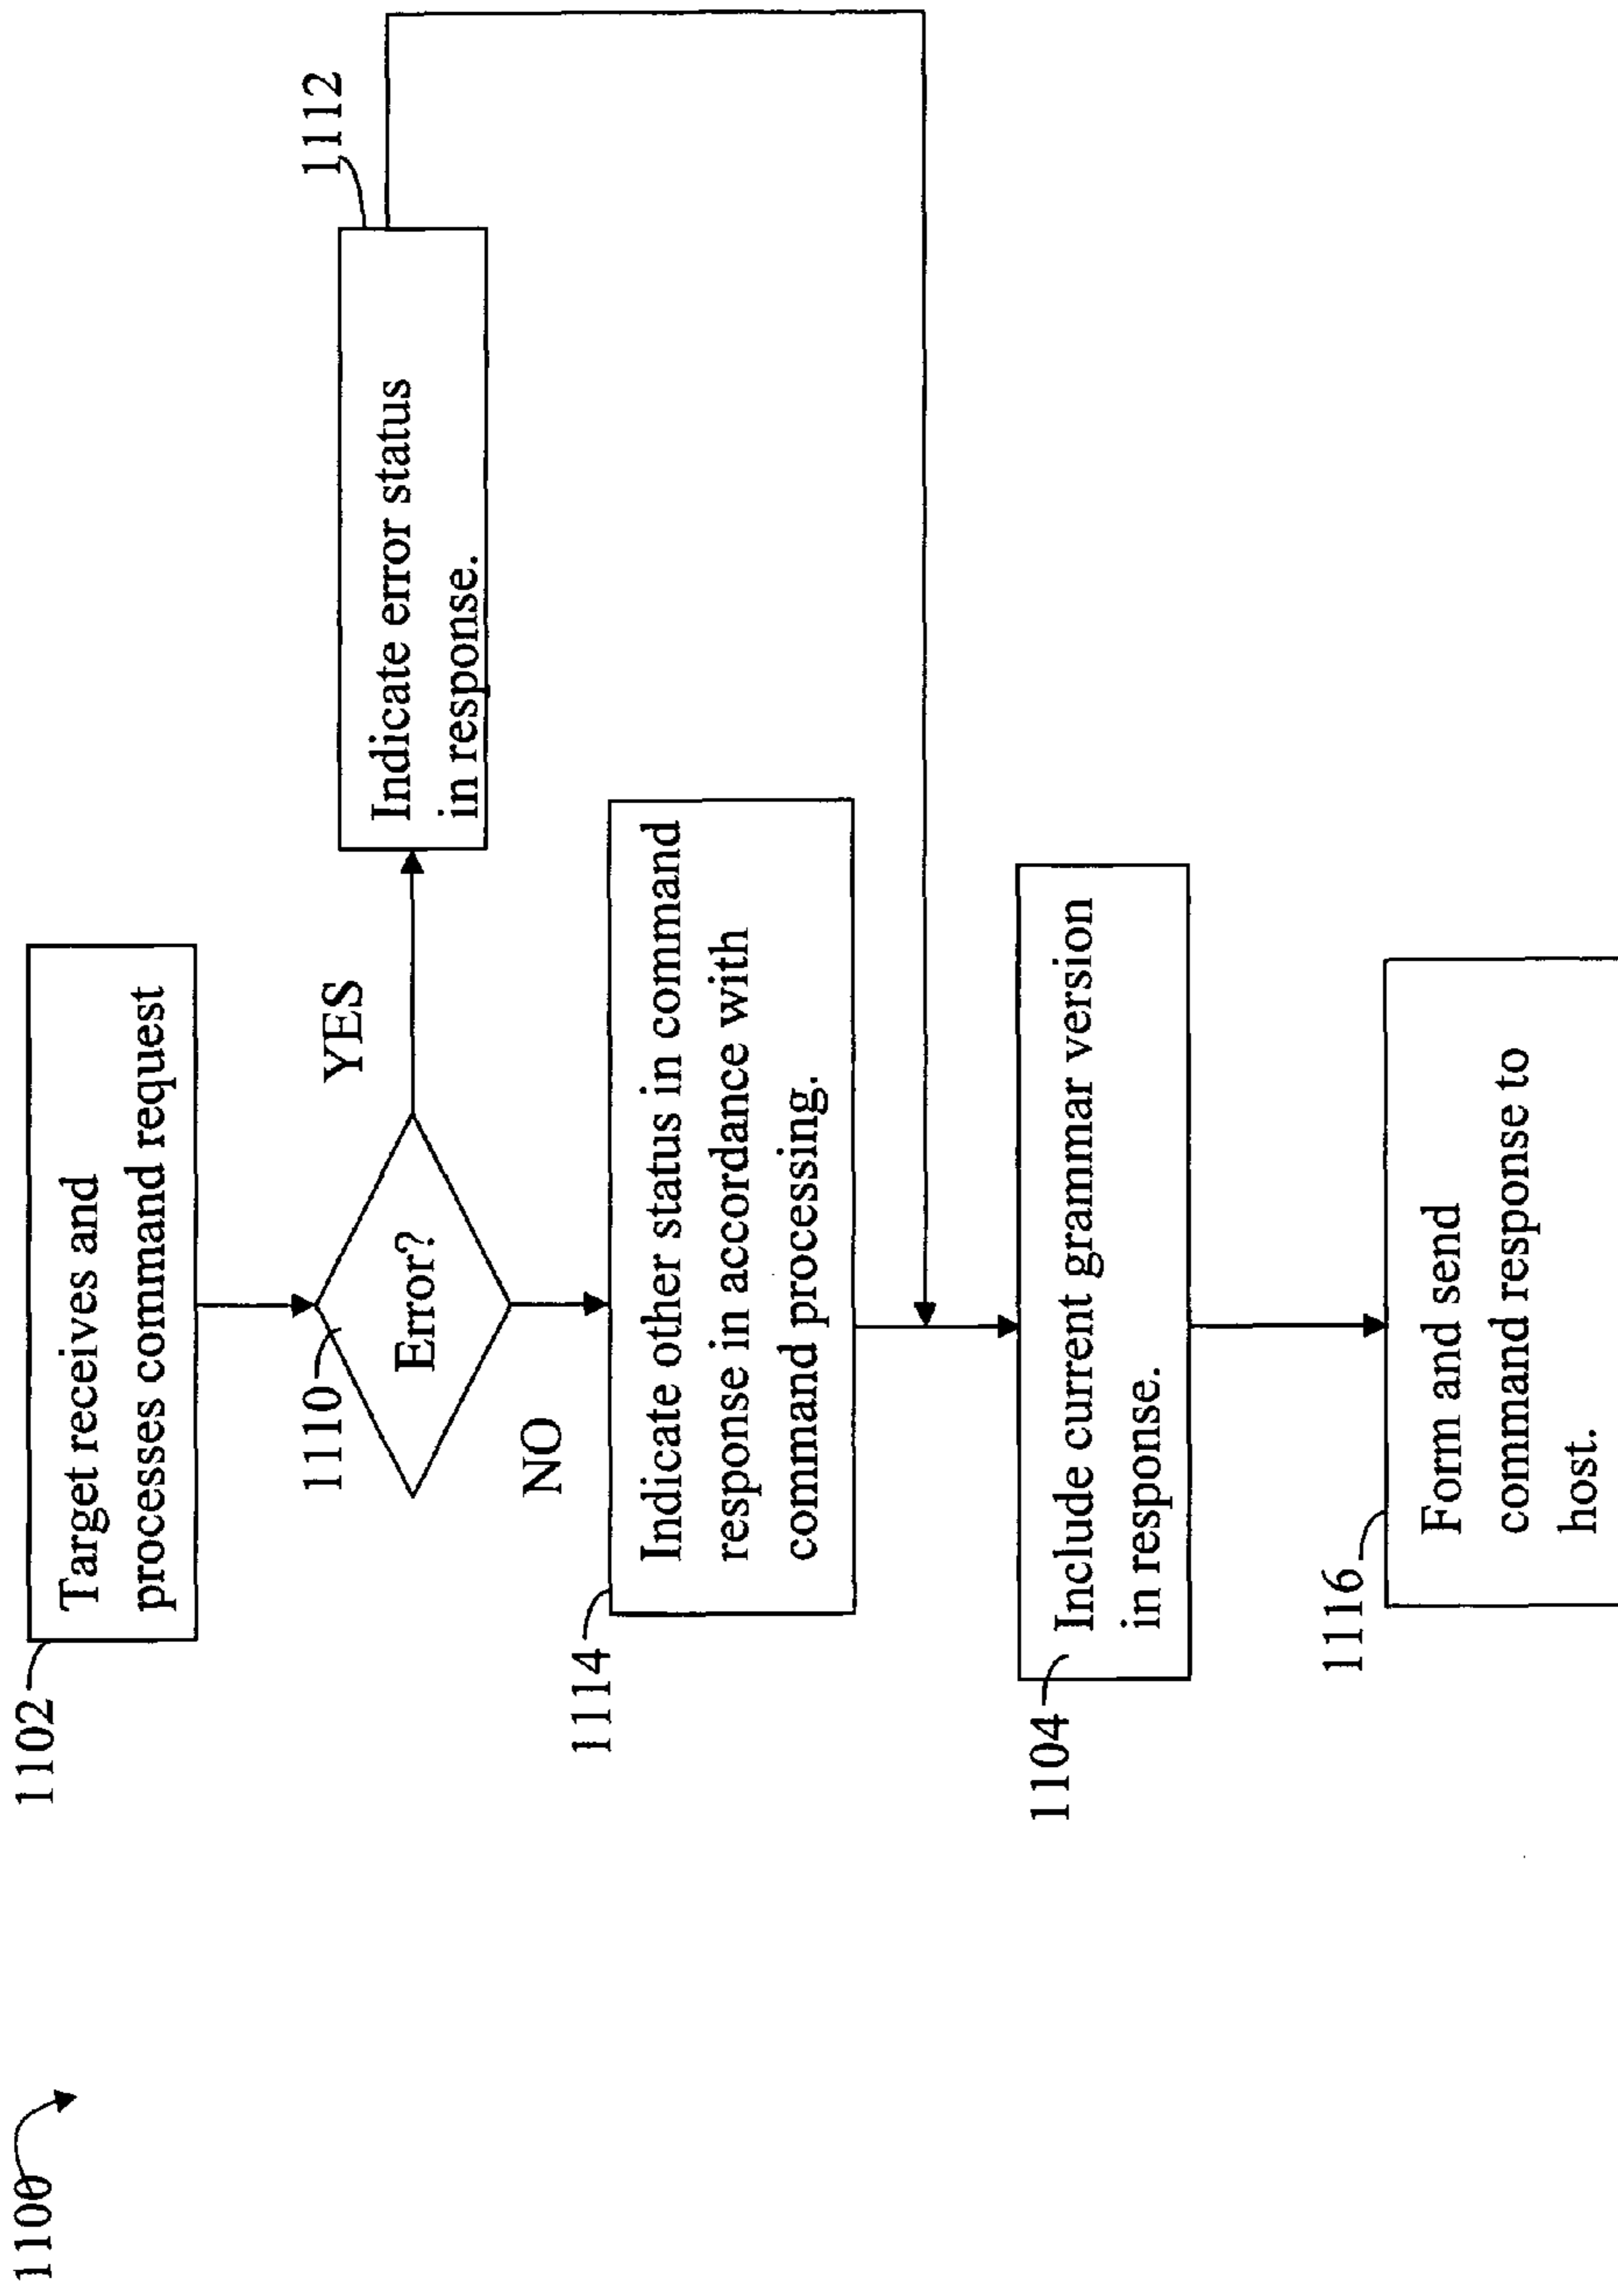 1100
1102
Target receives and
processes command request
1110
Error?
YES
1112
Indicate error status
in response.
NO
1114
Indicate other status in command
response in accordance with
command processing.
1104
Include current grammar version
in response.
1116
Form and send
command response to
host.